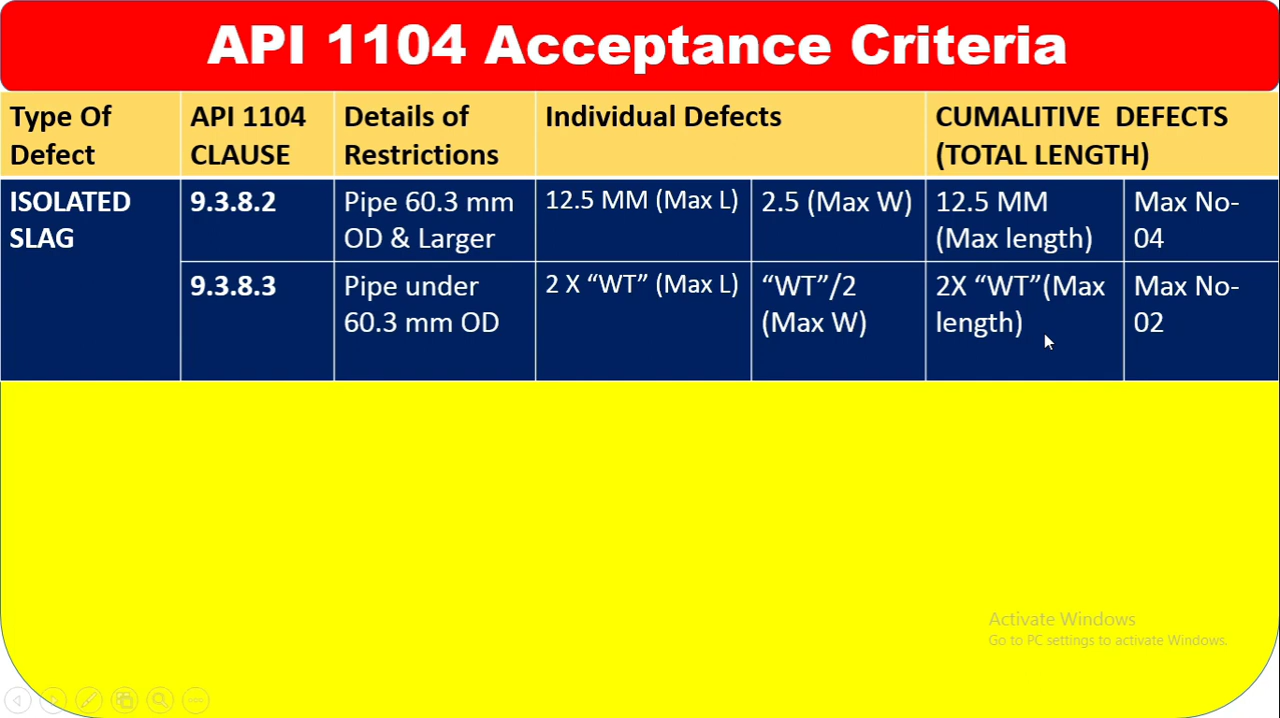 API 1104 Acceptance Criteria
Type Of
Defect
API 1104
CLAUSE
Details of
Restrictions
Individual Defects
CUMALITIVE DEFECTS
(TOTAL LENGTH)
ISOLATED
SLAG
9.3.8.2
Pipe 60.3 mm
OD & Larger
12.5 MM (Max L)
2.5 (Max W)
12.5 MM
(Max length)
Max No-
04
9.3.8.3
Pipe under
60.3 mm OD
2 X “WT” (Max L)
“WT”/2
(Max W)
2X “WT”(Max
length)
Max No-
02
Activate Windows
Go to PC settings to activate Windows.